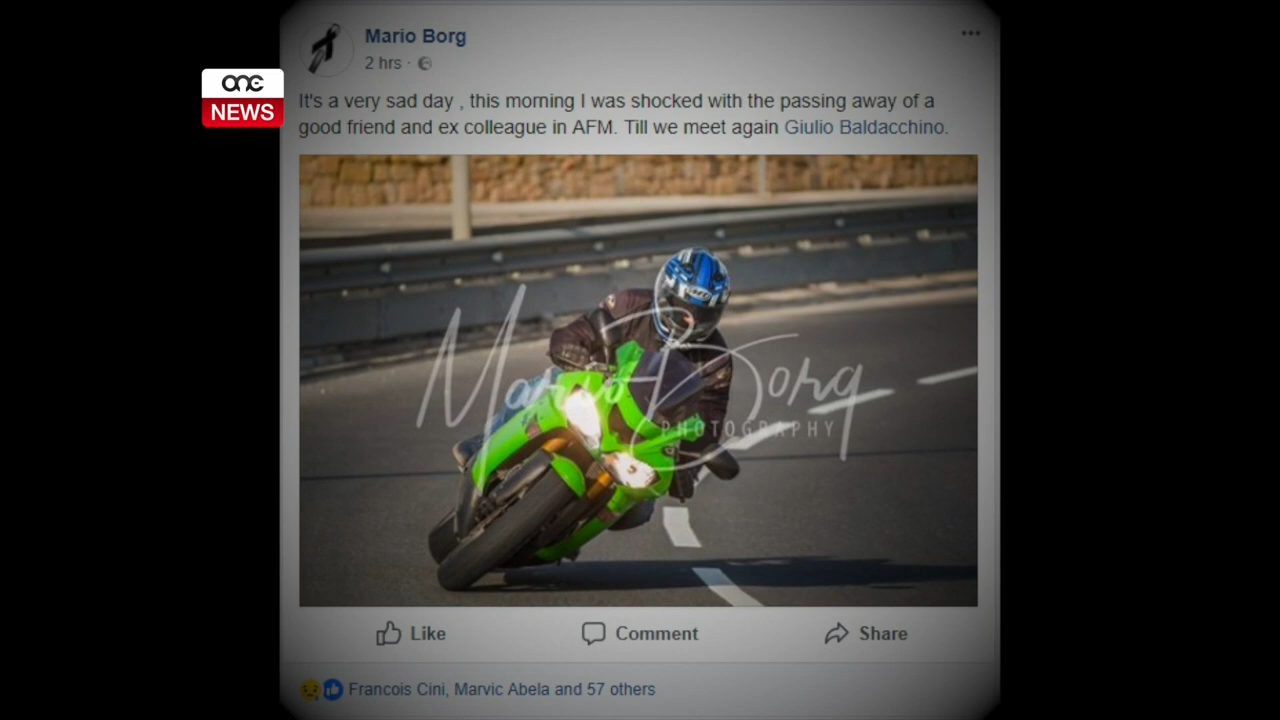 one
NEWS
Mario Borg
2 hrs ·
It's a very sad day , this morning I was shocked with the passing away of a
good friend and ex colleague in AFM. Till we meet again Giulio Baldacchino.
Mario Borg
PHOTOGRAPHY
Like Comment Share
Francois Cini, Marvic Abela and 57 others